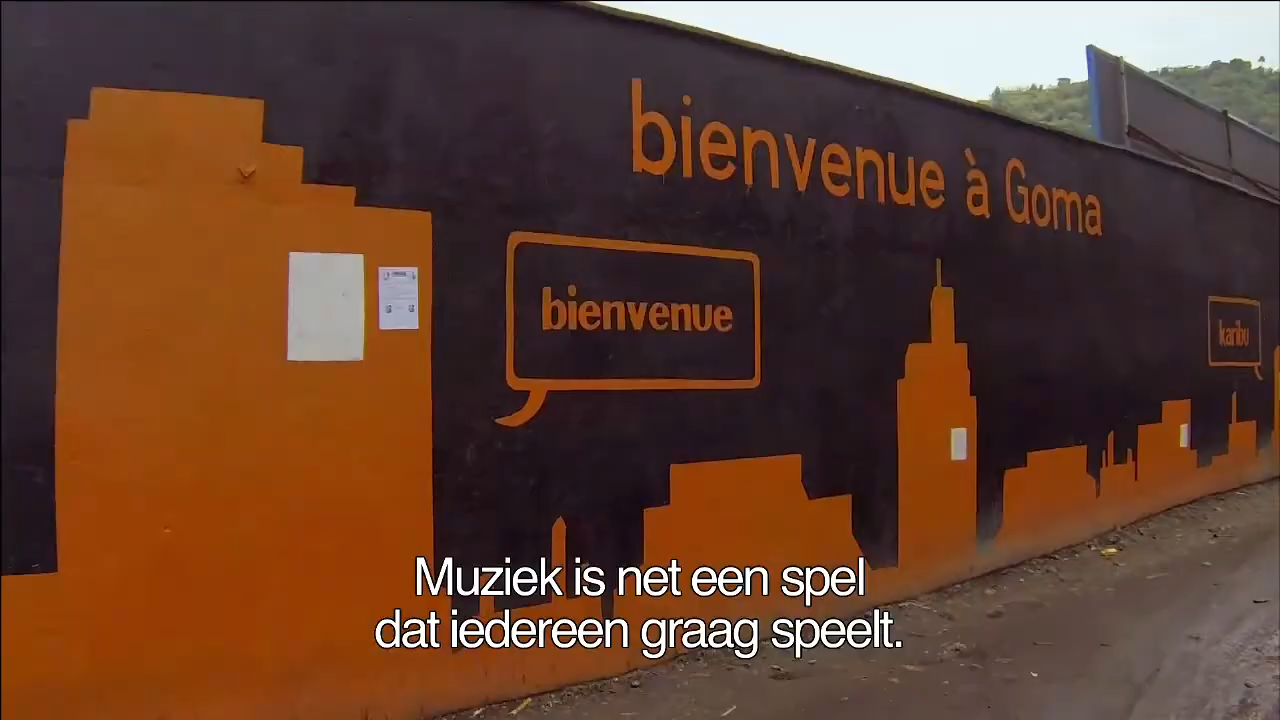 bienvenue à Goma
bienvenue
karibu
Muziek is net een spel
dat iedereen graag speelt.